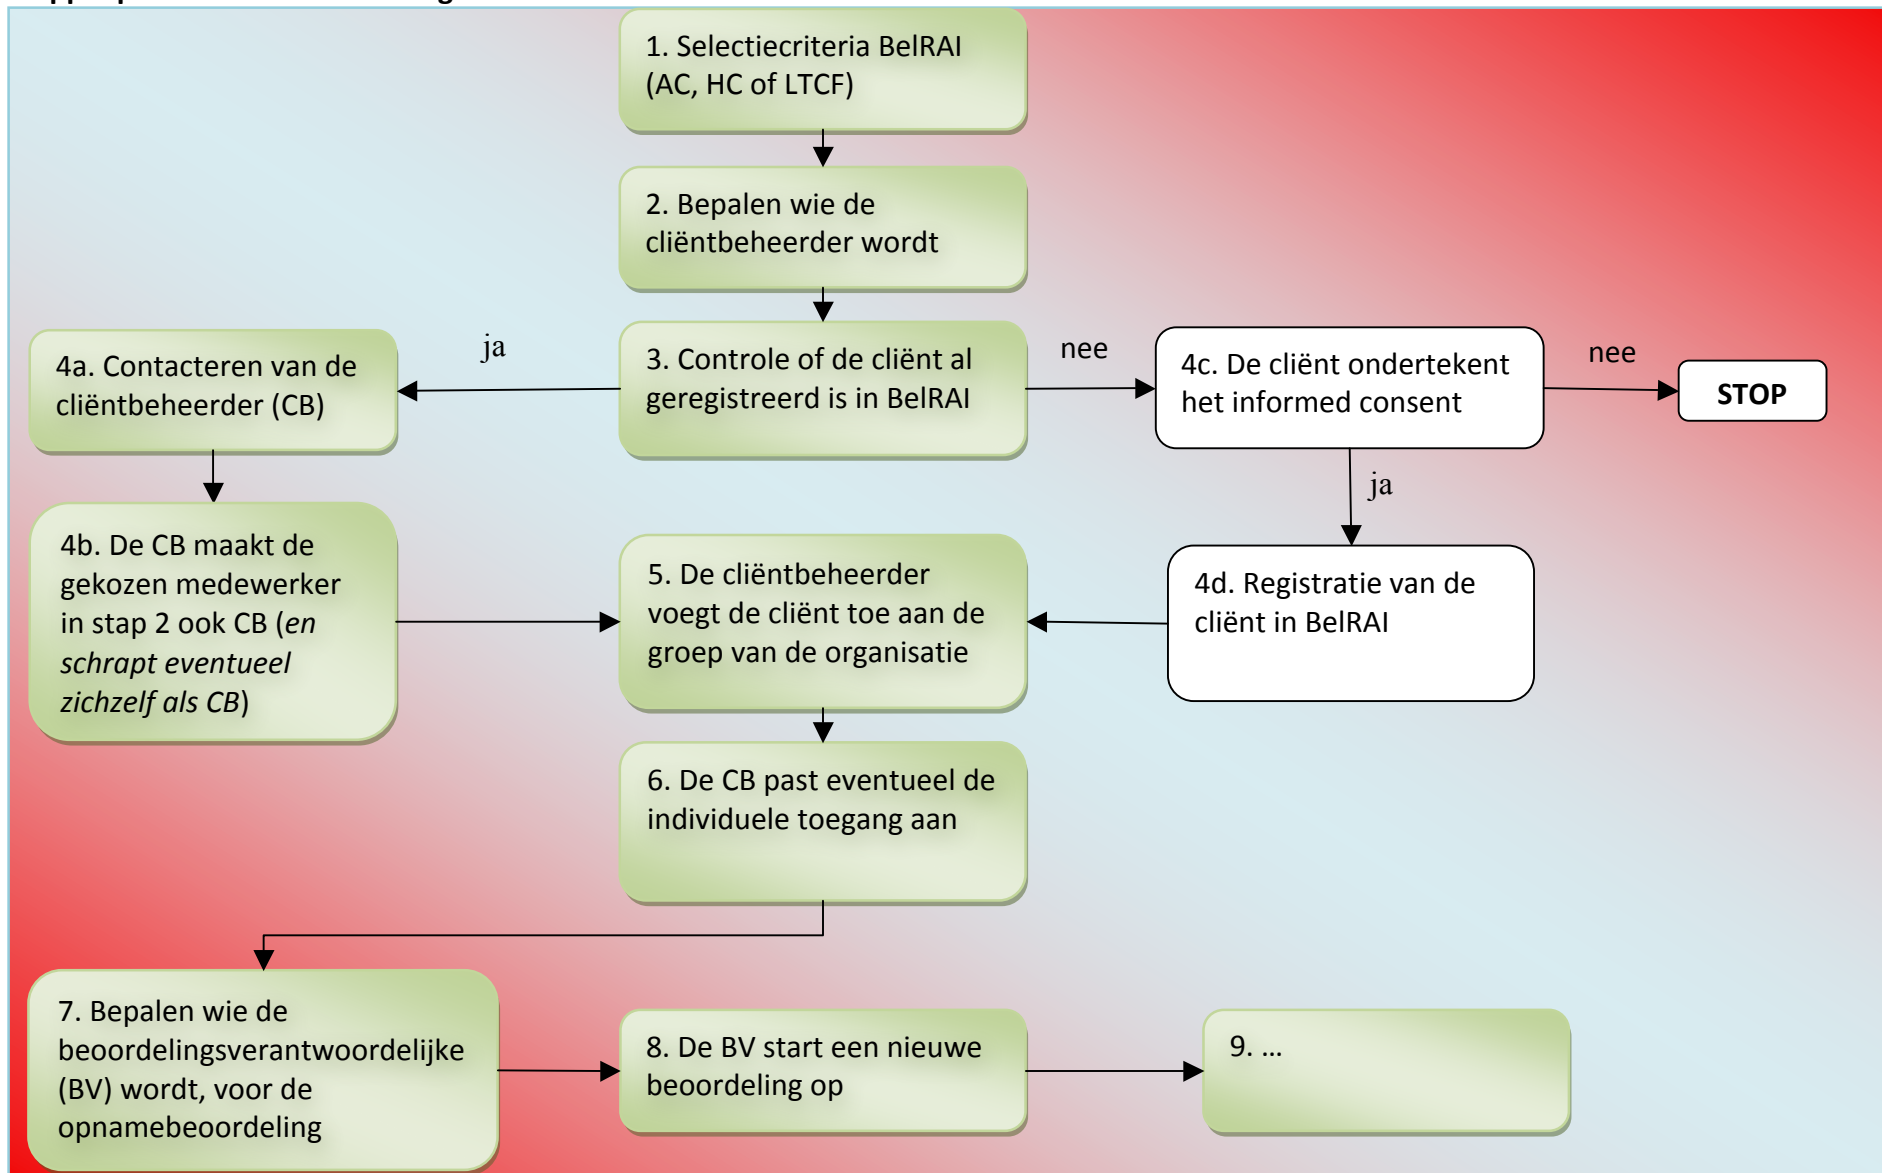 1. Selectiecriteria BelRAI
(AC, HC of LTCF)
2. Bepalen wie de
cliëntbeheerder wordt
3. Controle of de cliënt al
geregistreerd is in BelRAI
ja
nee
4a. Contacteren van de
cliëntbeheerder (CB)
4b. De CB maakt de
gekozen medewerker
in stap 2 ook CB (en
schrapt eventueel
zichzelf als CB)
4c. De cliënt ondertekent
het informed consent
nee
STOP
ja
4d. Registratie van de
cliënt in BelRAI
5. De cliëntbeheerder
voegt de cliënt toe aan de
groep van de organisatie
6. De CB past eventueel de
individuele toegang aan
7. Bepalen wie de
beoordelingsverantwoordelijke
(BV) wordt, voor de
opnamebeoordeling
8. De BV start een nieuwe
beoordeling op
9. …